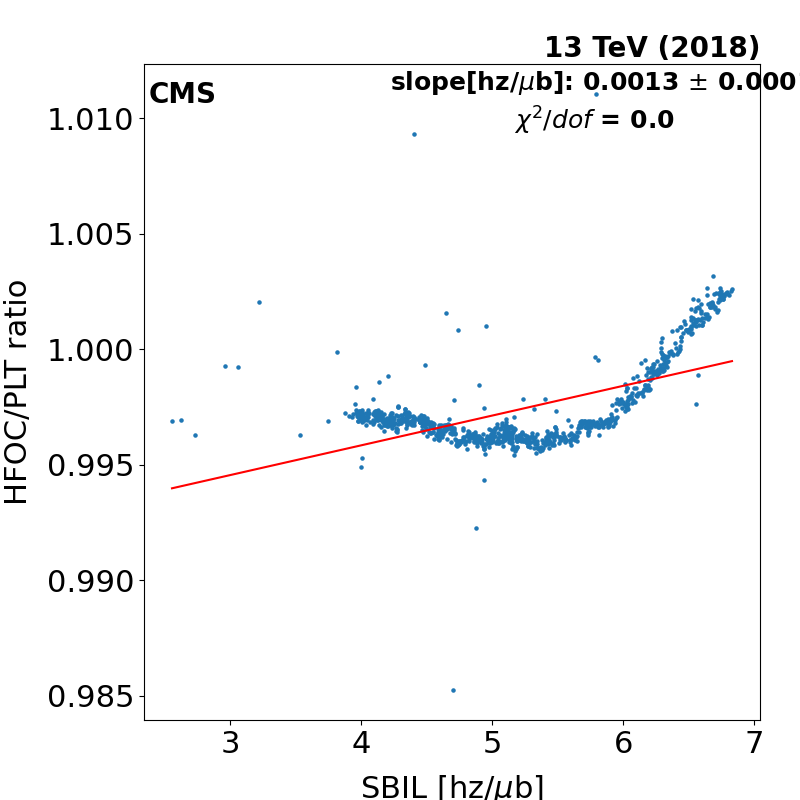 13 TeV (2018)
CMS
slope[hz/μb]: 0.0013 ± 0.000
χ²/dof = 0.0
1.010
1.005
1.000
0.995
0.990
0.985
HFOC/PLT ratio
3 4 5 6 7
SBIL [hz/μb]